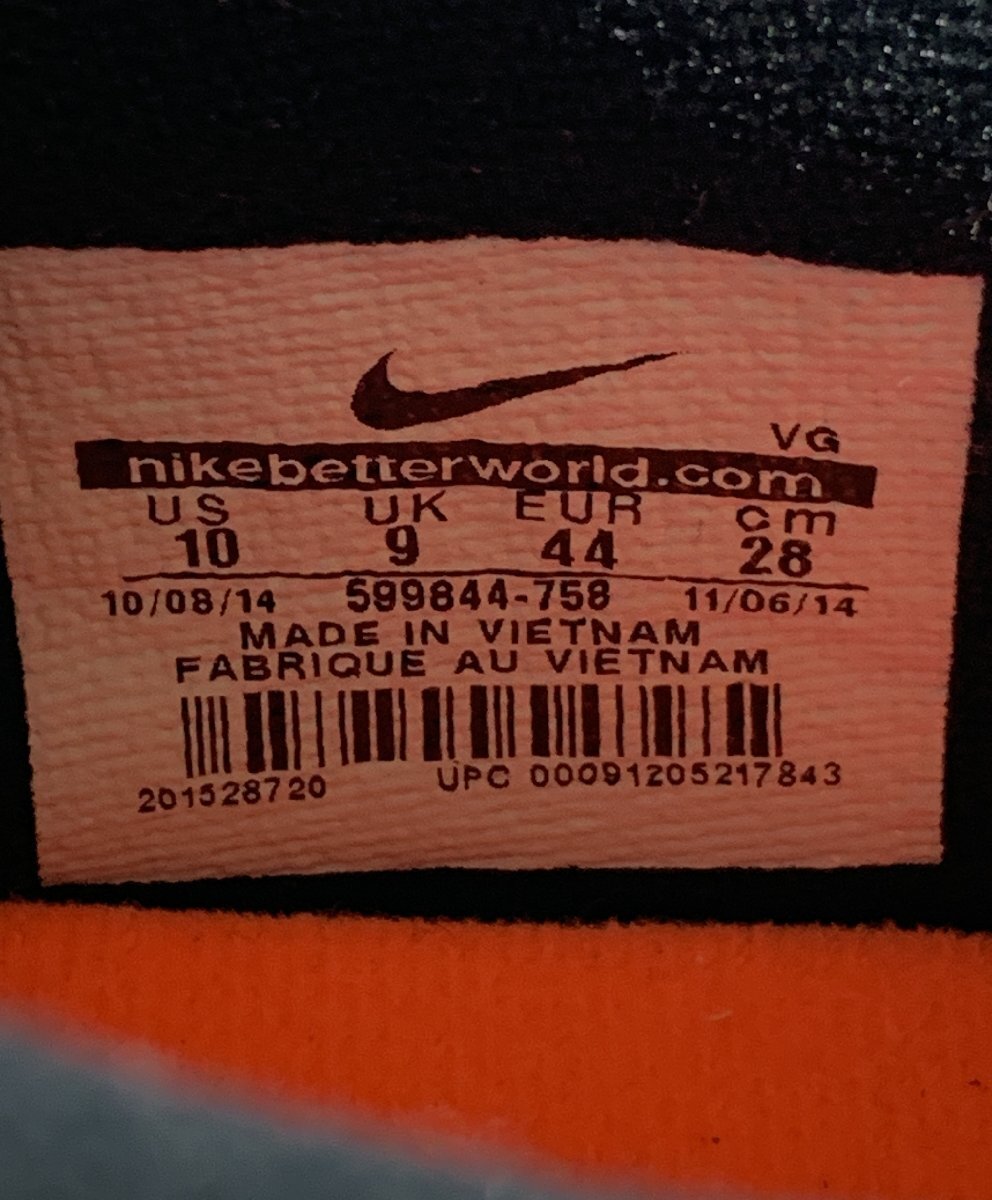 VG
nikebetterworld.com
US UK EUR cm
10 9 44 28
10/08/14 599844-758 11/06/14
MADE IN VIETNAM
FABRIQUE AU VIETNAM
201528720 UPC 00091205217843